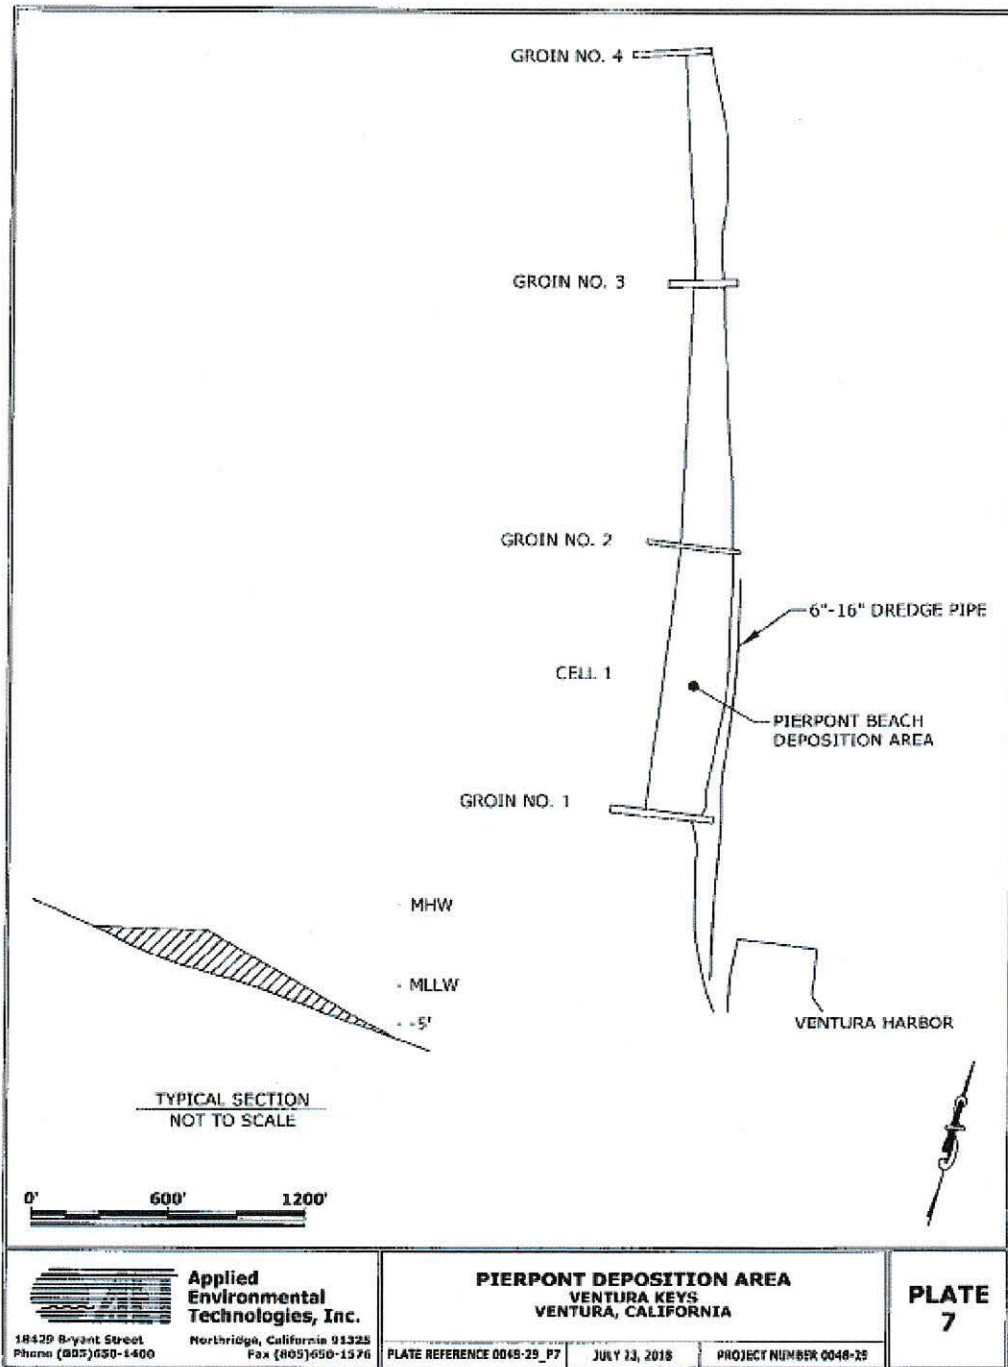 GROIN NO. 4
GROIN NO. 3
GROIN NO. 2
6"-16" DREDGE PIPE
CELL 1
PIERPONT BEACH
DEPOSITION AREA
GROIN NO. 1
MHW
MLLW
-5'
VENTURA HARBOR
TYPICAL SECTION
NOT TO SCALE
0' 600' 1200'
Applied
Environmental
Technologies, Inc.
18429 Bryant Street Northridge, California 91325
Phone (805)650-1400 Fax (805)650-1576
PIERPONT DEPOSITION AREA
VENTURA KEYS
VENTURA, CALIFORNIA
PLATE REFERENCE 0048-29_P7 JULY 23, 2018 PROJECT NUMBER 0048-29
PLATE
7